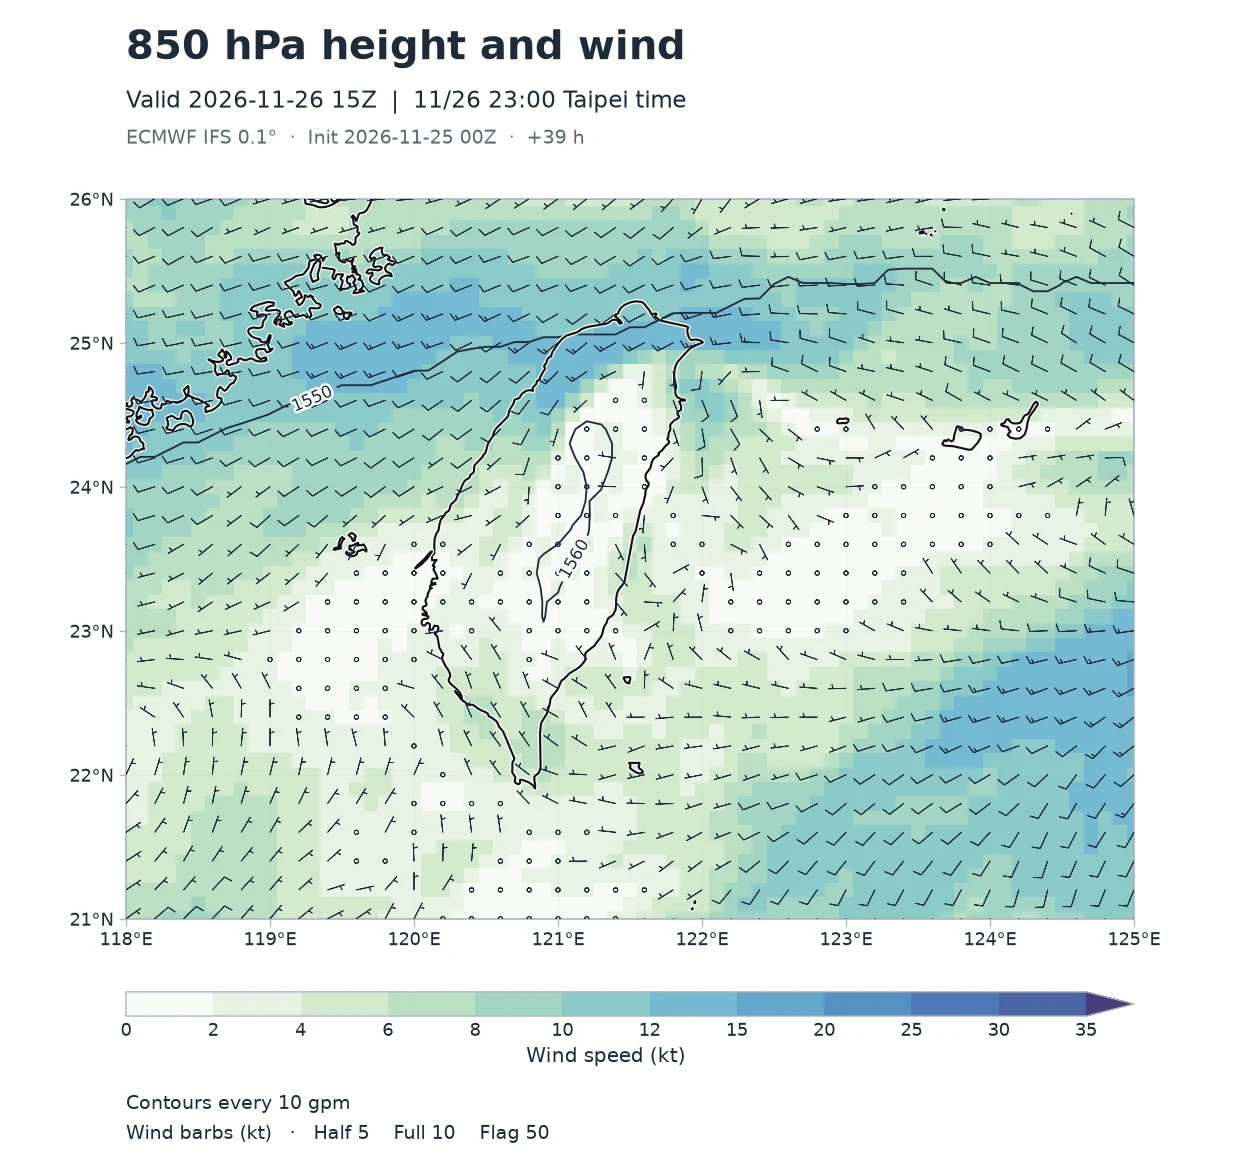 850 hPa height and wind
Valid 2026-11-26 15Z | 11/26 23:00 Taipei time
ECMWF IFS 0.1° · Init 2026-11-25 00Z · +39 h
26°N
25°N
24°N
23°N
22°N
21°N
1550
1560
118°E 119°E 120°E 121°E 122°E 123°E 124°E 125°E
0 2 4 6 8 10 12 15 20 25 30 35
Wind speed (kt)
Contours every 10 gpm
Wind barbs (kt) · Half 5 Full 10 Flag 50